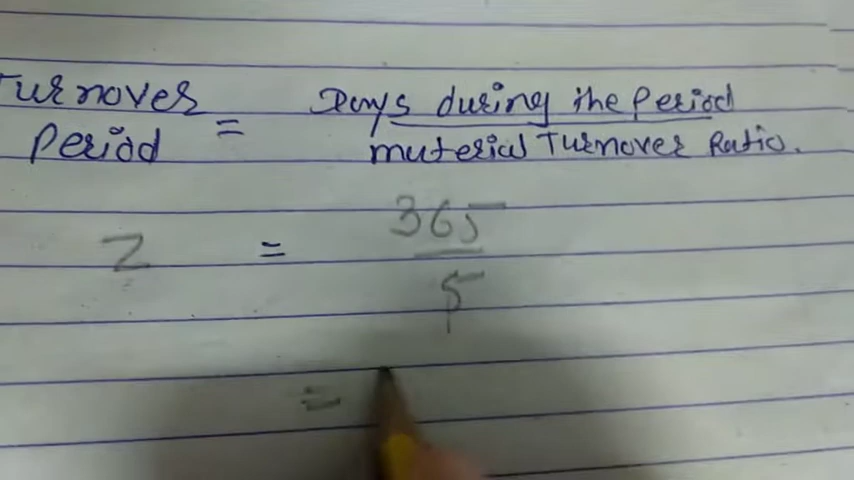 Turnover
Period = Days during the Period
material Turnover Ratio.
Z = 365
5
=